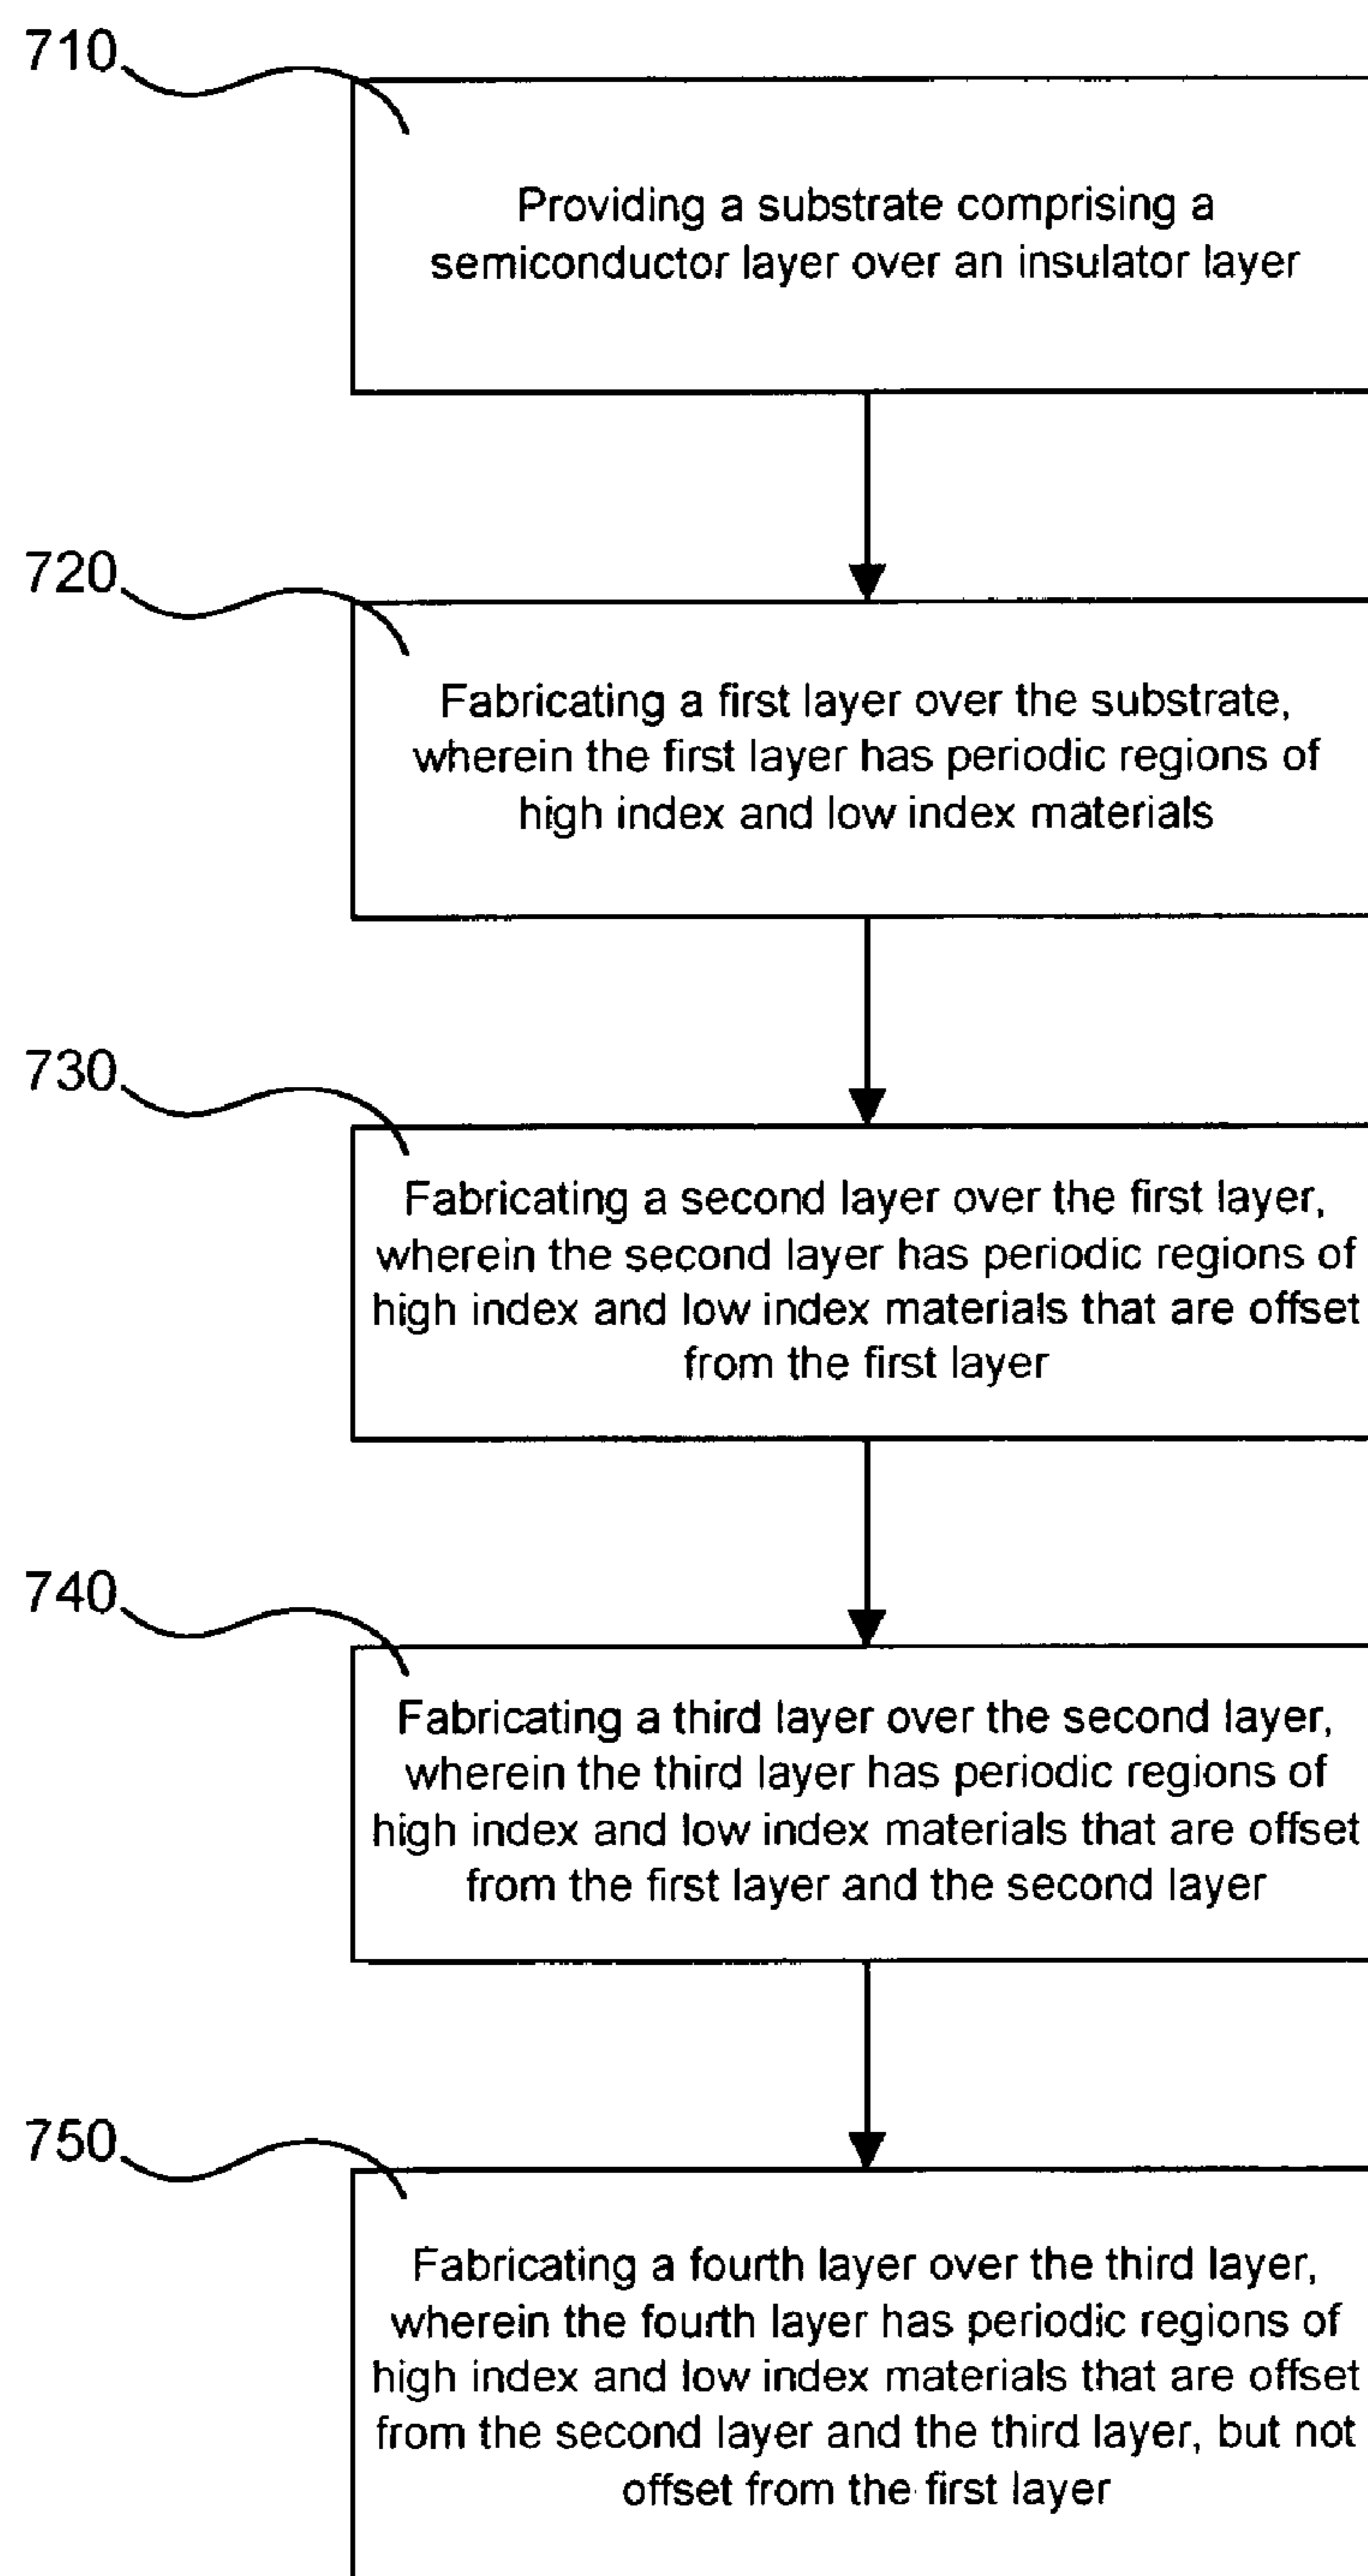 710
Providing a substrate comprising a
semiconductor layer over an insulator layer
720
Fabricating a first layer over the substrate,
wherein the first layer has periodic regions of
high index and low index materials
730
Fabricating a second layer over the first layer,
wherein the second layer has periodic regions of
high index and low index materials that are offset
from the first layer
740
Fabricating a third layer over the second layer,
wherein the third layer has periodic regions of
high index and low index materials that are offset
from the first layer and the second layer
750
Fabricating a fourth layer over the third layer,
wherein the fourth layer has periodic regions of
high index and low index materials that are offset
from the second layer and the third layer, but not
offset from the first layer